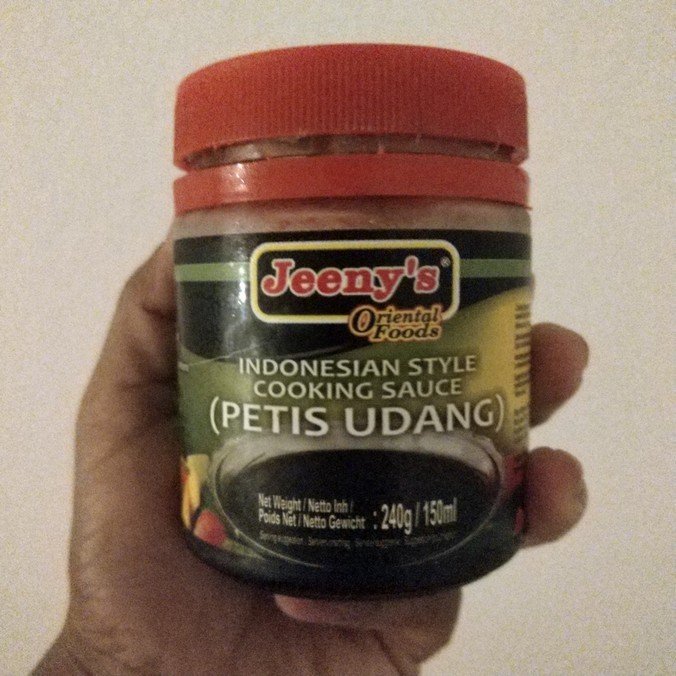 Jeeny's®
Oriental
Foods
INDONESIAN STYLE
COOKING SAUCE
(PETIS UDANG)
Net Weight / Netto Inh /
Poids Net / Netto Gewicht : 240g / 150ml